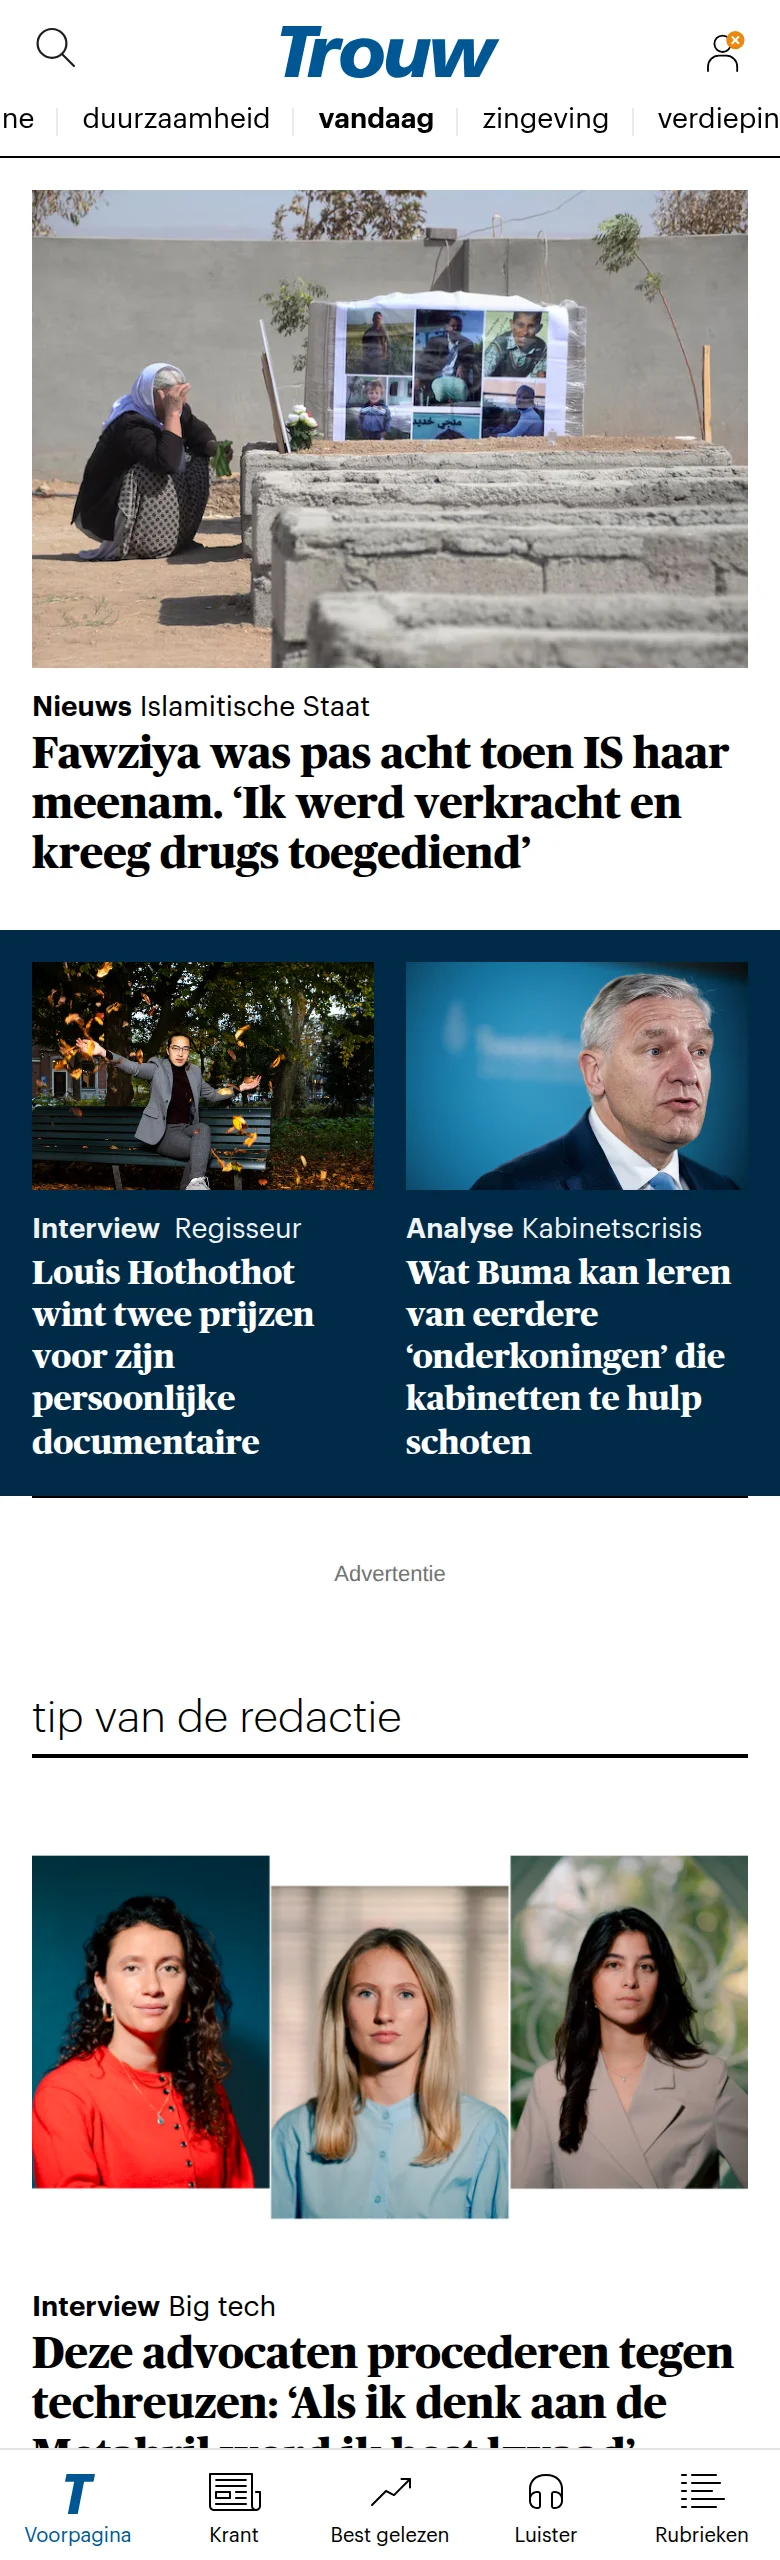 Trouw
ne
duurzaamheid
vandaag
zingeving
verdiepin
Nieuws Islamitische Staat
Fawziya was pas acht toen IS haar
meenam. ‘Ik werd verkracht en
kreeg drugs toegediend’
Interview Regisseur
Louis Hothothot
wint twee prijzen
voor zijn
persoonlijke
documentaire
Analyse Kabinetscrisis
Wat Buma kan leren
van eerdere
‘onderkoningen’ die
kabinetten te hulp
schoten
Advertentie
tip van de redactie
Interview Big tech
Deze advocaten procederen tegen
techreuzen: ‘Als ik denk aan de
T
Voorpagina
Krant
Best gelezen
Luister
Rubrieken